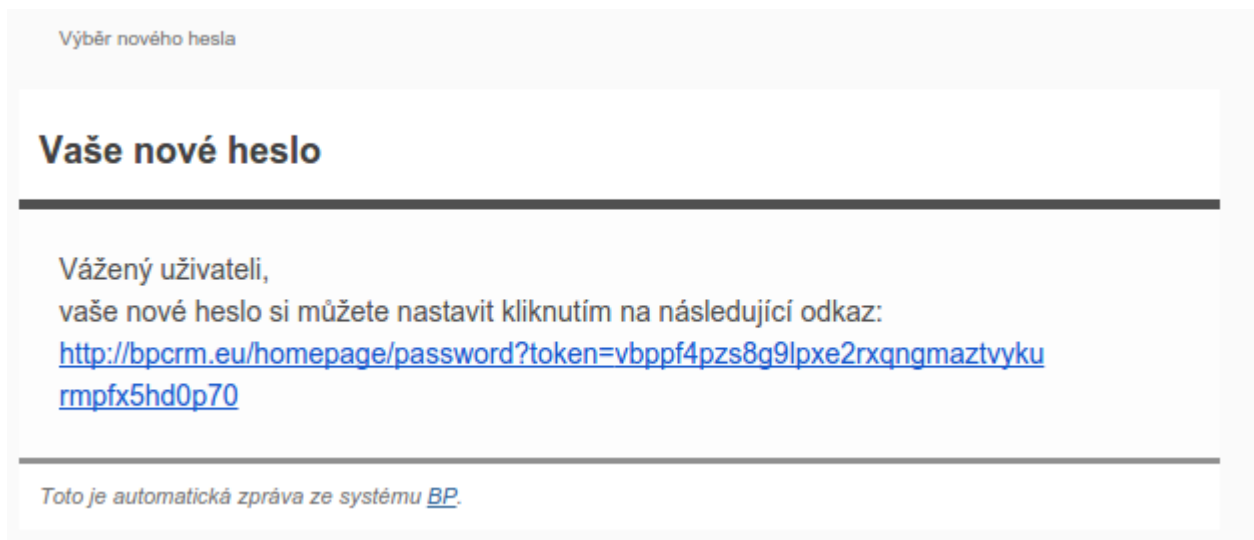 Výběr nového hesla
Vaše nové heslo
Vážený uživateli,
vaše nové heslo si můžete nastavit kliknutím na následující odkaz:
http://bpcrm.eu/homepage/password?token=vbppf4pzs8g9lpxe2rxqngmaztvyku
rmpfx5hd0p70
Toto je automatická zpráva ze systému BP.